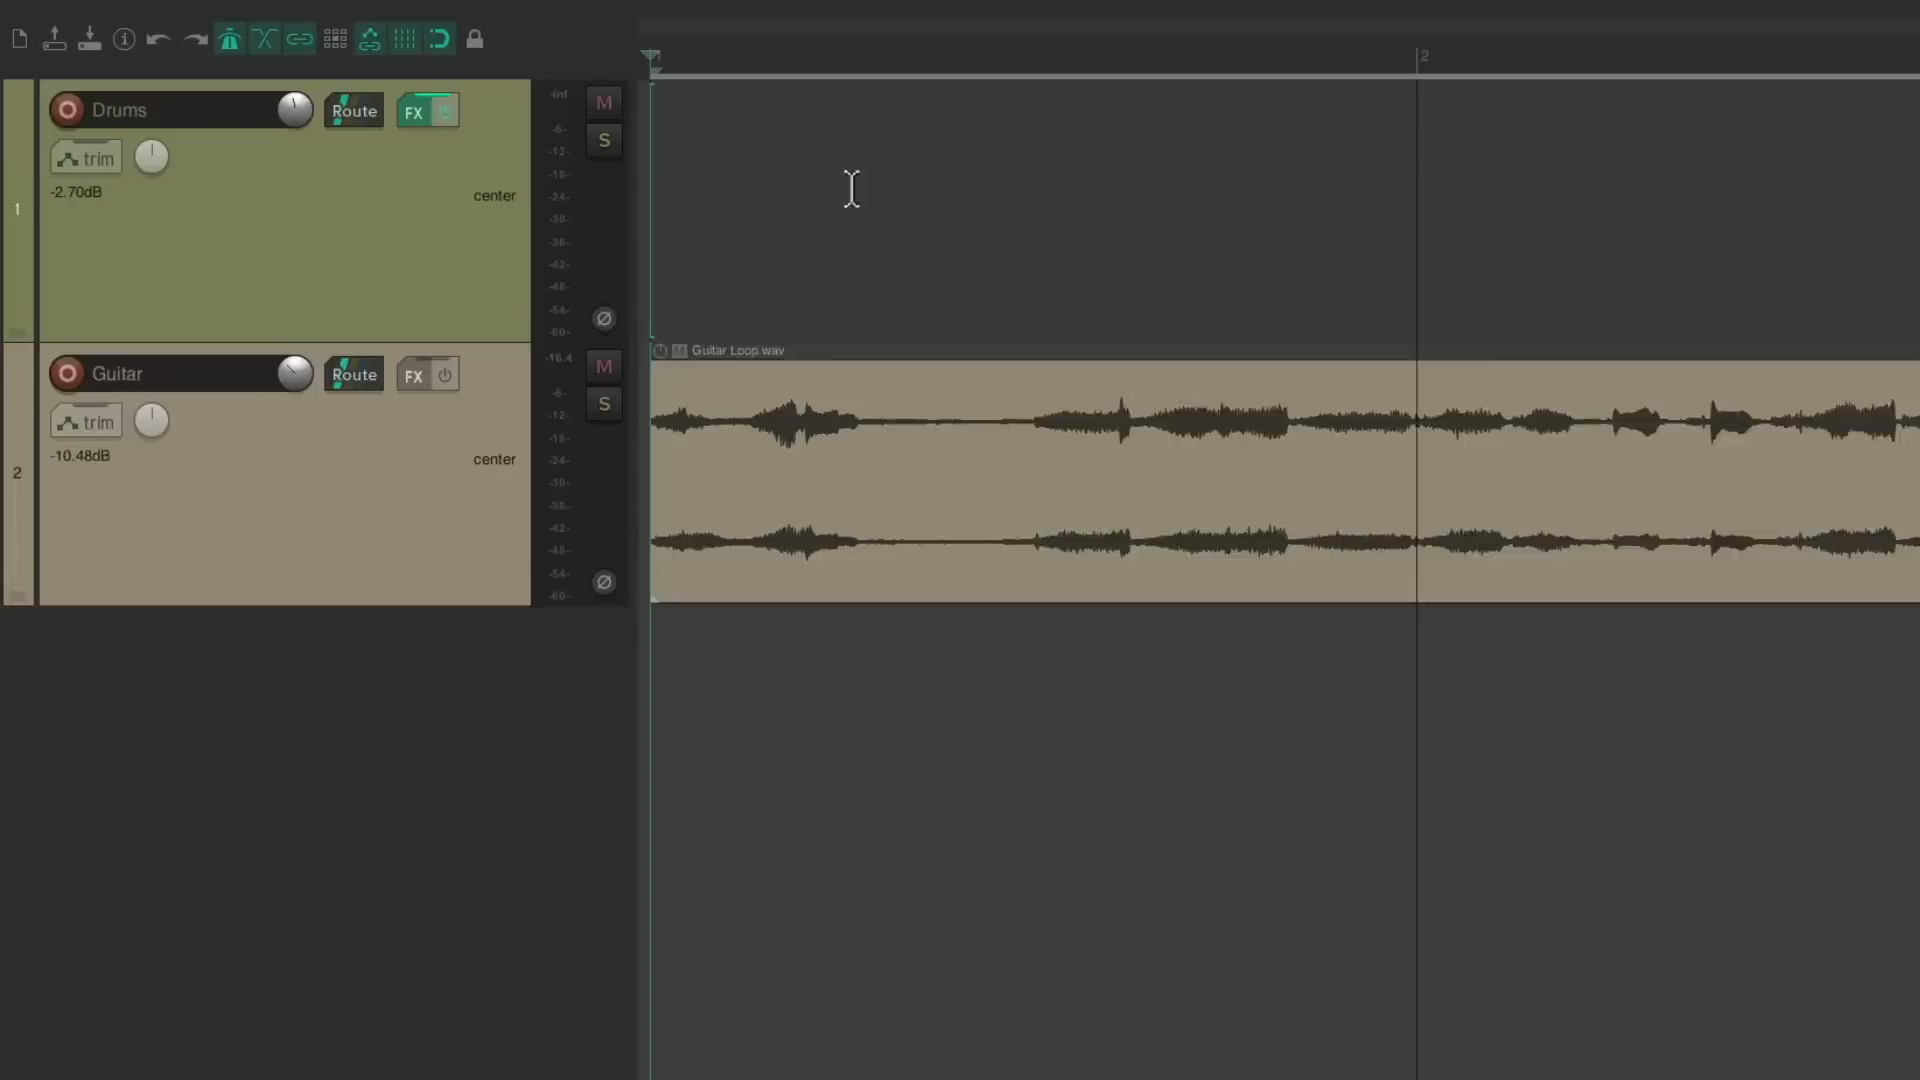 1
2
Drums
Route
FX
trim
-2.70dB
center
1
-inf
-6-
-12-
-18-
-24-
-30-
-36-
-42-
-48-
-54-
-60-
M
S
Guitar
Route
FX
trim
-10.48dB
center
2
-16.4
-6-
-12-
-18-
-24-
-30-
-36-
-42-
-48-
-54-
-60-
M
S
M Guitar Loop.wav